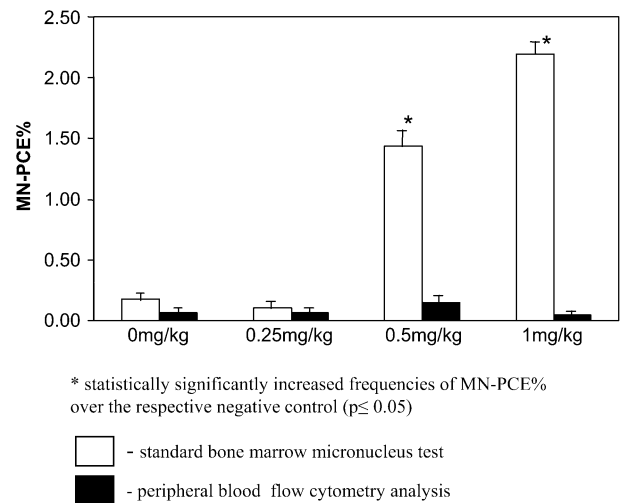 2.50
2.00
1.50
1.00
0.50
0.00
MN-PCE%
*
*
0mg/kg 0.25mg/kg 0.5mg/kg 1mg/kg
* statistically significantly increased frequencies of MN-PCE%
over the respective negative control (p≤ 0.05)
- standard bone marrow micronucleus test
- peripheral blood flow cytometry analysis